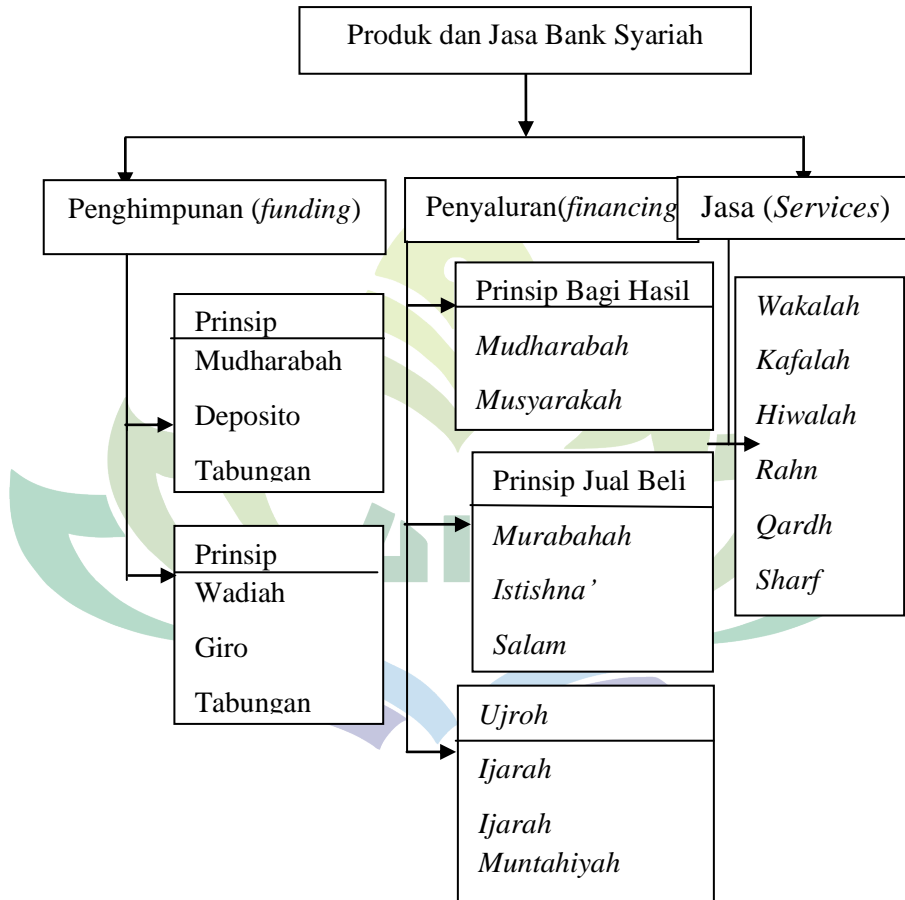 Produk dan Jasa Bank Syariah
Penghimpunan (funding)
Penyaluran(financing
Jasa (Services)
Prinsip
Mudharabah
Deposito
Tabungan
Prinsip
Wadiah
Giro
Tabungan
Prinsip Bagi Hasil
Mudharabah
Musyarakah
Prinsip Jual Beli
Murabahah
Istishna’
Salam
Ujroh
Ijarah
Ijarah
Muntahiyah
Wakalah
Kafalah
Hiwalah
Rahn
Qardh
Sharf